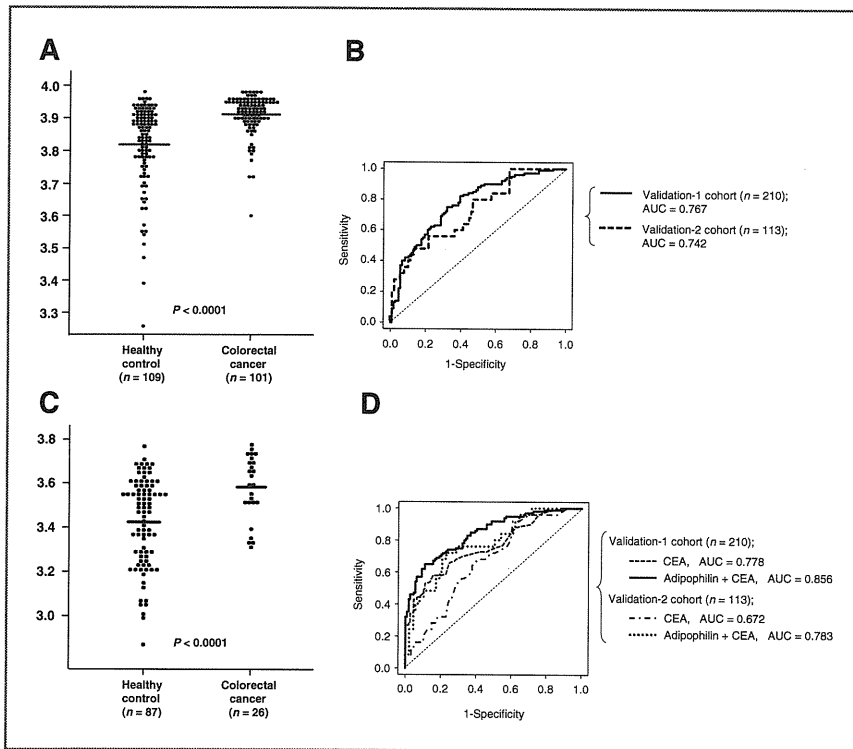 A
4.0
3.9
3.8
3.7
3.6
3.5
3.4
3.3
P < 0.0001
Healthy
control
(n = 109)
Colorectal
cancer
(n = 101)
B
1.0
0.8
0.6
0.4
0.2
0.0
Sensitivity
0.0 0.2 0.4 0.6 0.8 1.0
1-Specificity
Validation-1 cohort (n = 210);
AUC = 0.767
Validation-2 cohort (n = 113);
AUC = 0.742
C
3.8
3.6
3.4
3.2
3.0
P < 0.0001
Healthy
control
(n = 87)
Colorectal
cancer
(n = 26)
D
1.0
0.8
0.6
0.4
0.2
0.0
Sensitivity
0.0 0.2 0.4 0.6 0.8 1.0
1-Specificity
Validation-1 cohort (n = 210);
CEA, AUC = 0.778
Adipophilin + CEA, AUC = 0.856
Validation-2 cohort (n = 113);
CEA, AUC = 0.672
Adipophilin + CEA, AUC = 0.783